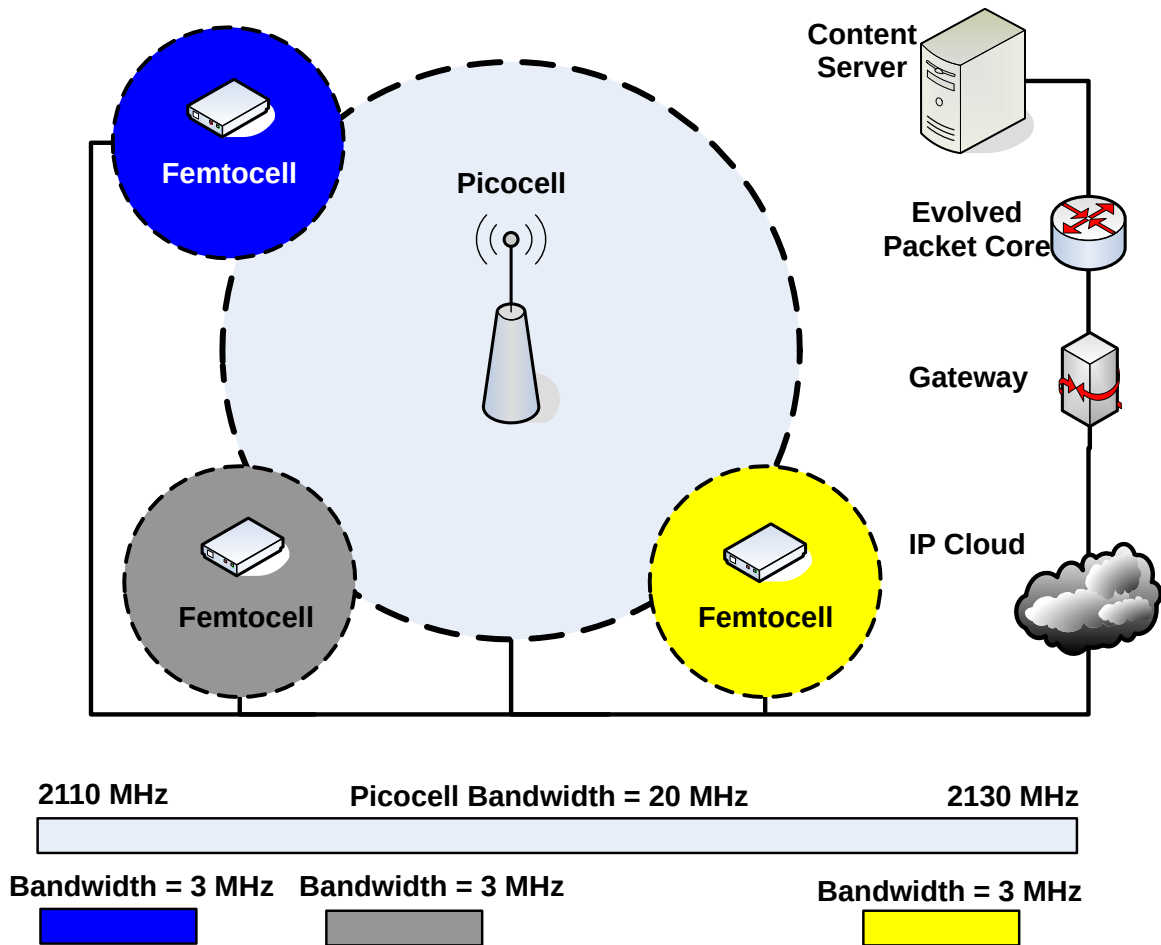 Content
Server
Femtocell
Picocell
Evolved
Packet Core
Gateway
IP Cloud
Femtocell
Femtocell
2110 MHz
Picocell Bandwidth = 20 MHz
2130 MHz
Bandwidth = 3 MHz
Bandwidth = 3 MHz
Bandwidth = 3 MHz